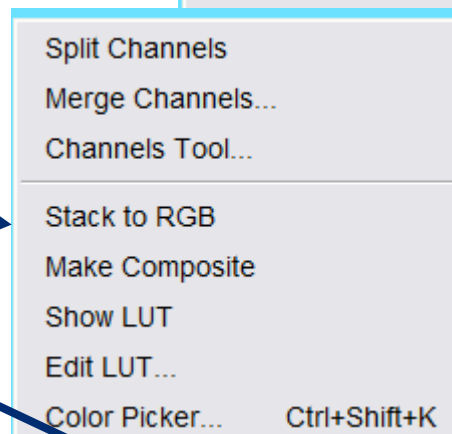 Split Channels
Merge Channels...
Channels Tool...
Stack to RGB
Make Composite
Show LUT
Edit LUT...
Color Picker... Ctrl+Shift+K